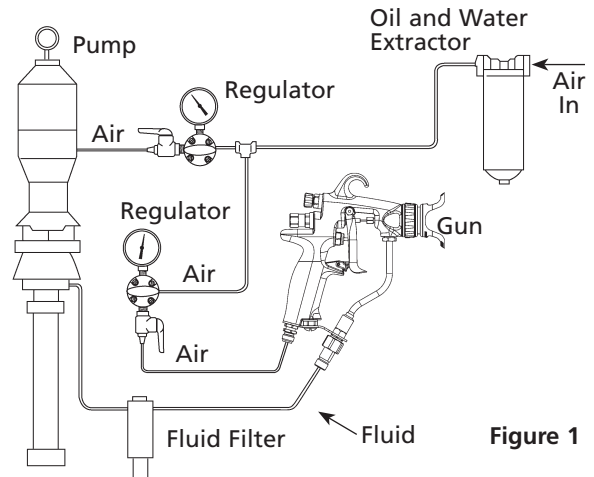 Oil and Water
Extractor
Pump
Regulator
Air
In
Air
Regulator
Gun
Air
Air
Fluid Filter
Fluid
Figure 1